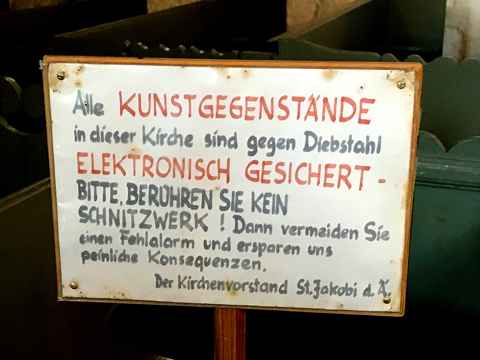 Alle KUNSTGEGENSTÄNDE
in dieser Kirche sind gegen Diebstahl
ELEKTRONISCH GESICHERT -
BITTE, BERÜHREN SIE KEIN
SCHNITZWERK ! Dann vermeiden Sie
einen Fehlalarm und ersparen uns
peinliche Konsequenzen.
Der Kirchenvorstand St. Jakobi d. Ä.